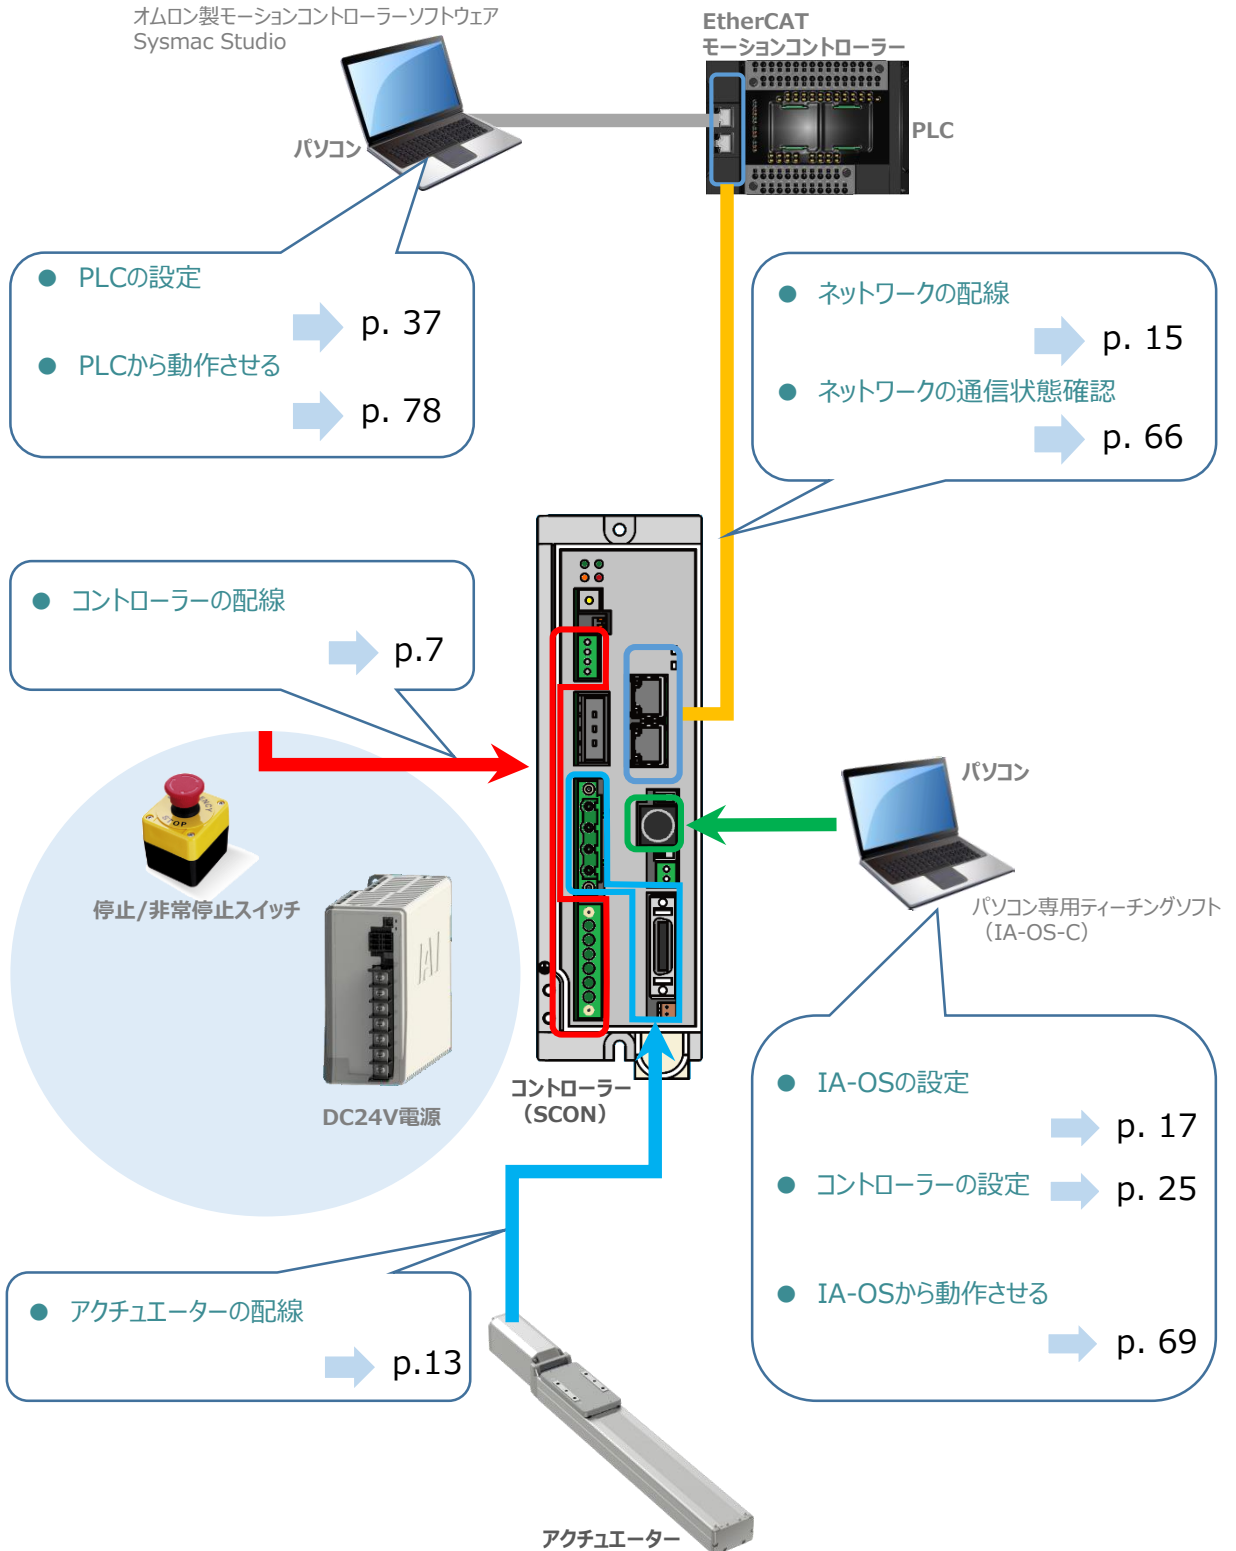 オムロン製モーションコントローラーソフトウェア
Sysmac Studio
EtherCAT
モーションコントローラー
パソコン
PLC
● PLCの設定
p. 37
● PLCから動作させる
p. 78
● ネットワークの配線
p. 15
● ネットワークの通信状態確認
p. 66
● コントローラーの配線
p.7
停止/非常停止スイッチ
STOP
DC24V電源
コントローラー
（SCON）
パソコン
パソコン専用ティーチングソフト
（IA-OS-C）
● IA-OSの設定
p. 17
● コントローラーの設定
p. 25
● IA-OSから動作させる
p. 69
● アクチュエーターの配線
p.13
アクチュエーター